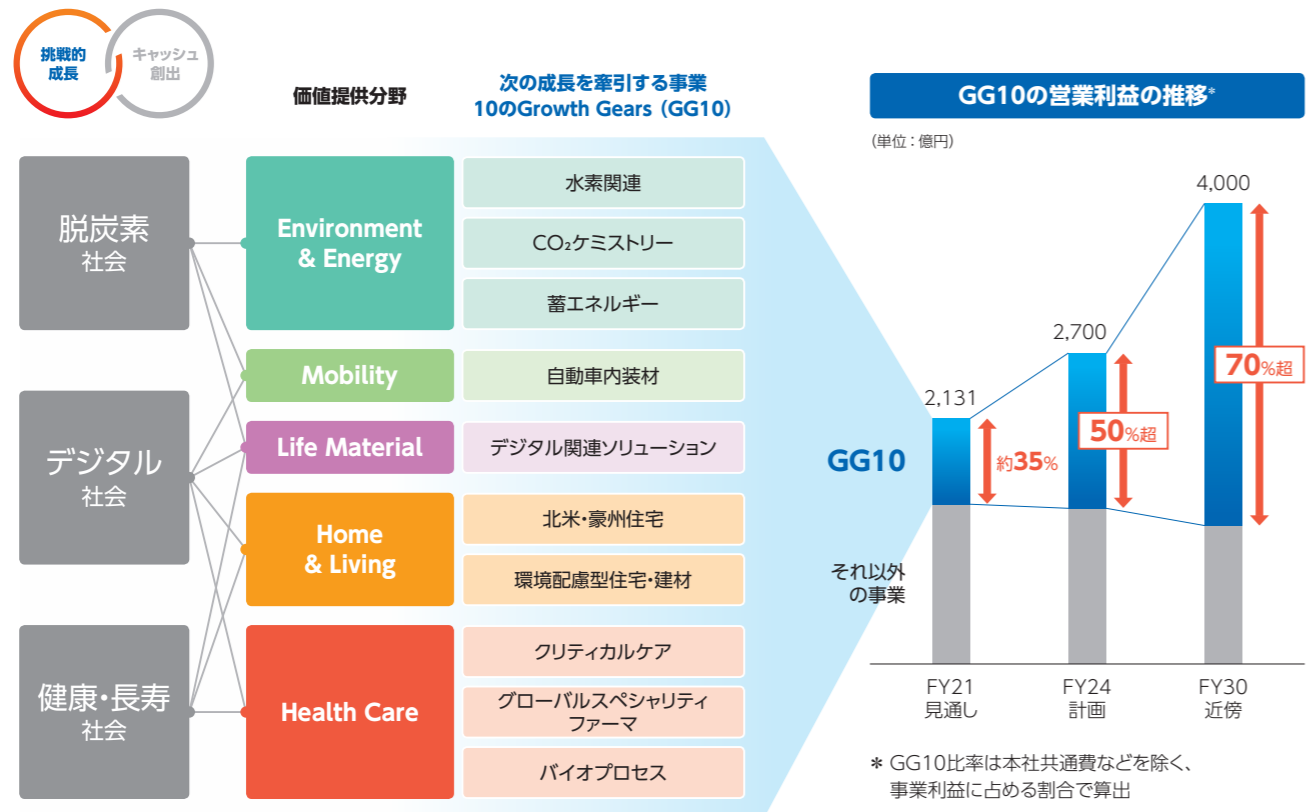 挑戦的
成長
キャッシュ
創出
価値提供分野
次の成長を牽引する事業
10のGrowth Gears（GG10）
脱炭素
社会
デジタル
社会
健康・長寿
社会
Environment
& Energy
Mobility
Life Material
Home
& Living
Health Care
水素関連
CO₂ケミストリー
蓄エネルギー
自動車内装材
デジタル関連ソリューション
北米・豪州住宅
環境配慮型住宅・建材
クリティカルケア
グローバルスペシャリティ
ファーマ
バイオプロセス
GG10の営業利益の推移*
（単位：億円）
4,000
2,700
2,131
70%超
50%超
約35%
GG10
それ以外
の事業
FY21
見通し
FY24
計画
FY30
近傍
* GG10比率は本社共通費などを除く、
事業利益に占める割合で算出